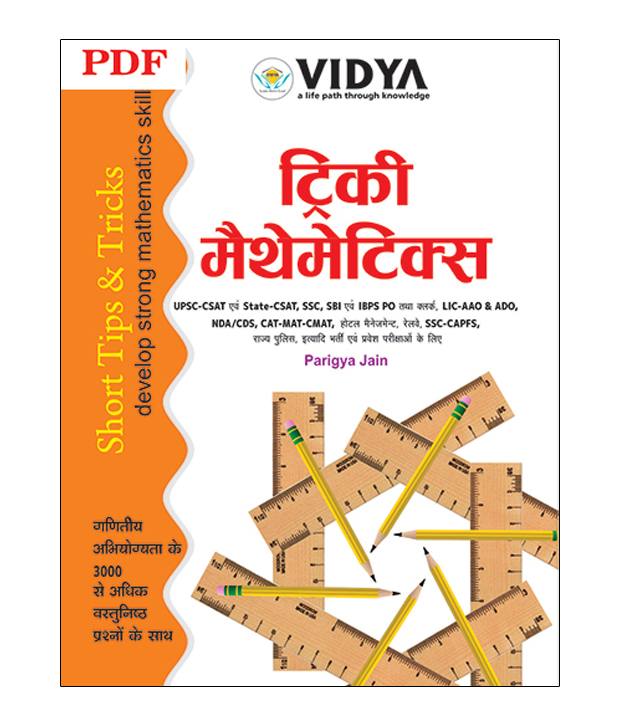 PDF
VIDYA
a life path through knowledge
Short Tips & Tricks
develop strong mathematics skill
ट्रिकी
मैथेमेटिक्स
UPSC-CSAT एवं State-CSAT, SSC, SBI एवं IBPS PO तथा क्लर्क, LIC-AAO & ADO,
NDA/CDS, CAT-MAT-CMAT, होटल मैनेजमेन्ट, रेलवे, SSC-CAPFS,
राज्य पुलिस, इत्यादि भर्ती एवं प्रवेश परीक्षाओं के लिए
Parigya Jain
गणितीय
अभियोग्यता के
3000
से अधिक
वस्तुनिष्ठ
प्रश्नों के साथ